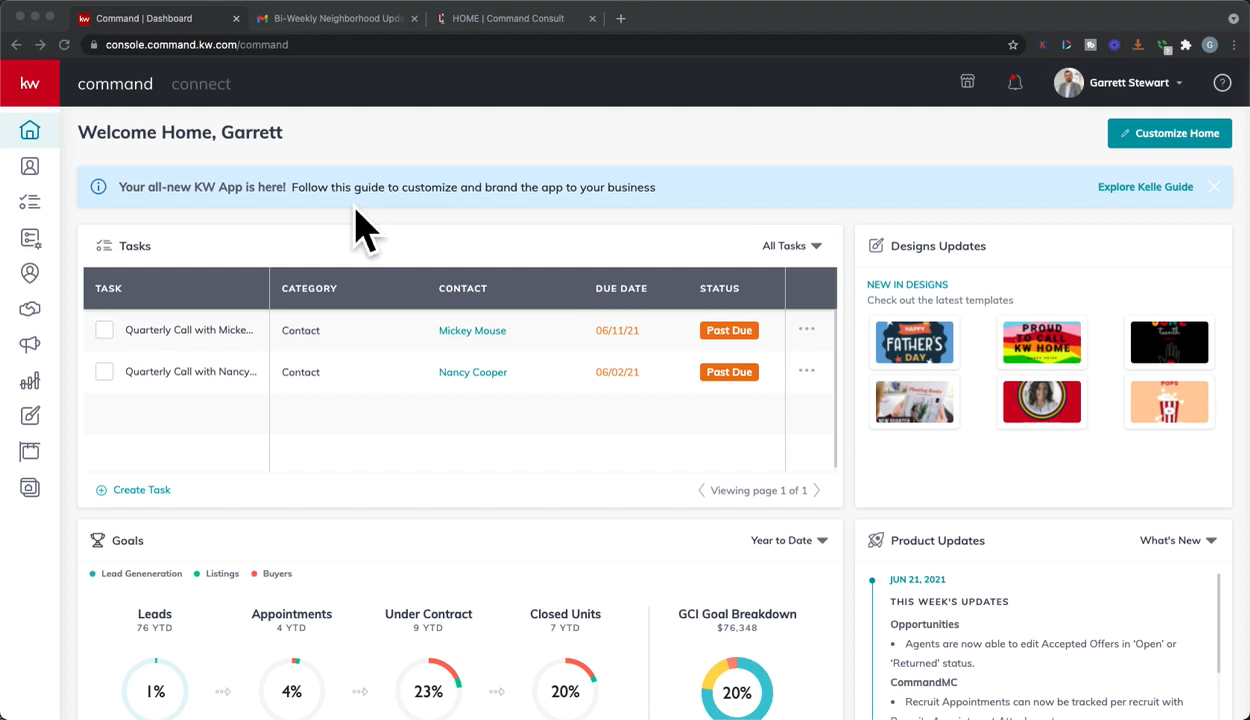 Command | Dashboard
Bi-Weekly Neighborhood Upda
HOME | Command Consult
console.command.kw.com/command
kw
command
connect
Garrett Stewart
Welcome Home, Garrett
Customize Home
Your all-new KW App is here! Follow this guide to customize and brand the app to your business
Explore Kelle Guide
Tasks
All Tasks
TASK CATEGORY CONTACT DUE DATE STATUS
Quarterly Call with Micke... Contact Mickey Mouse 06/11/21 Past Due
Quarterly Call with Nancy... Contact Nancy Cooper 06/02/21 Past Due
Create Task
Viewing page 1 of 1
Designs Updates
NEW IN DESIGNS
Check out the latest templates
HAPPY
FATHER'S
DAY
PROUD
TO CALL
KW HOME
POPS
Goals
Year to Date
Lead Geneneration Listings Buyers
Leads Appointments Under Contract Closed Units GCI Goal Breakdown
76 YTD 4 YTD 9 YTD 7 YTD $76,348
1% 4% 23% 20% 20%
Product Updates
What's New
JUN 21, 2021
THIS WEEK'S UPDATES
Opportunities
• Agents are now able to edit Accepted Offers in 'Open' or
'Returned' status.
CommandMC
• Recruit Appointments can now be tracked per recruit with